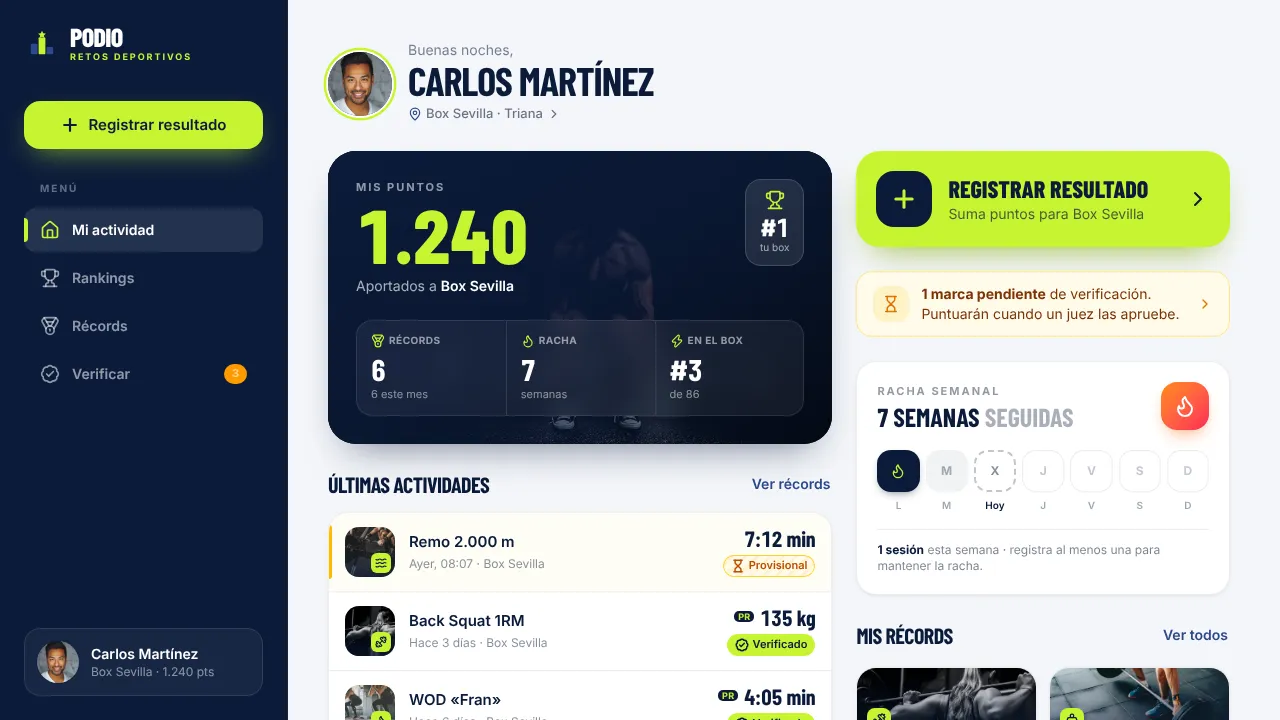 PODIO
RETOS DEPORTIVOS
Registrar resultado
MENÚ
Mi actividad
Rankings
Récords
Verificar
3
Carlos Martínez
Box Sevilla · 1.240 pts
Buenas noches,
CARLOS MARTÍNEZ
Box Sevilla · Triana
MIS PUNTOS
1.240
Aportados a Box Sevilla
#1
tu box
RÉCORDS
6
6 este mes
RACHA
7
semanas
EN EL BOX
#3
de 86
ÚLTIMAS ACTIVIDADES
Ver récords
Remo 2.000 m
Ayer, 08:07 · Box Sevilla
7:12 min
Provisional
Back Squat 1RM
Hace 3 días · Box Sevilla
PR 135 kg
Verificado
WOD «Fran»
PR 4:05 min
REGISTRAR RESULTADO
Suma puntos para Box Sevilla
1 marca pendiente de verificación.
Puntuarán cuando un juez las apruebe.
RACHA SEMANAL
7 SEMANAS SEGUIDAS
M X J V S D
L M Hoy J V S D
1 sesión esta semana · registra al menos una para
mantener la racha.
MIS RÉCORDS
Ver todos